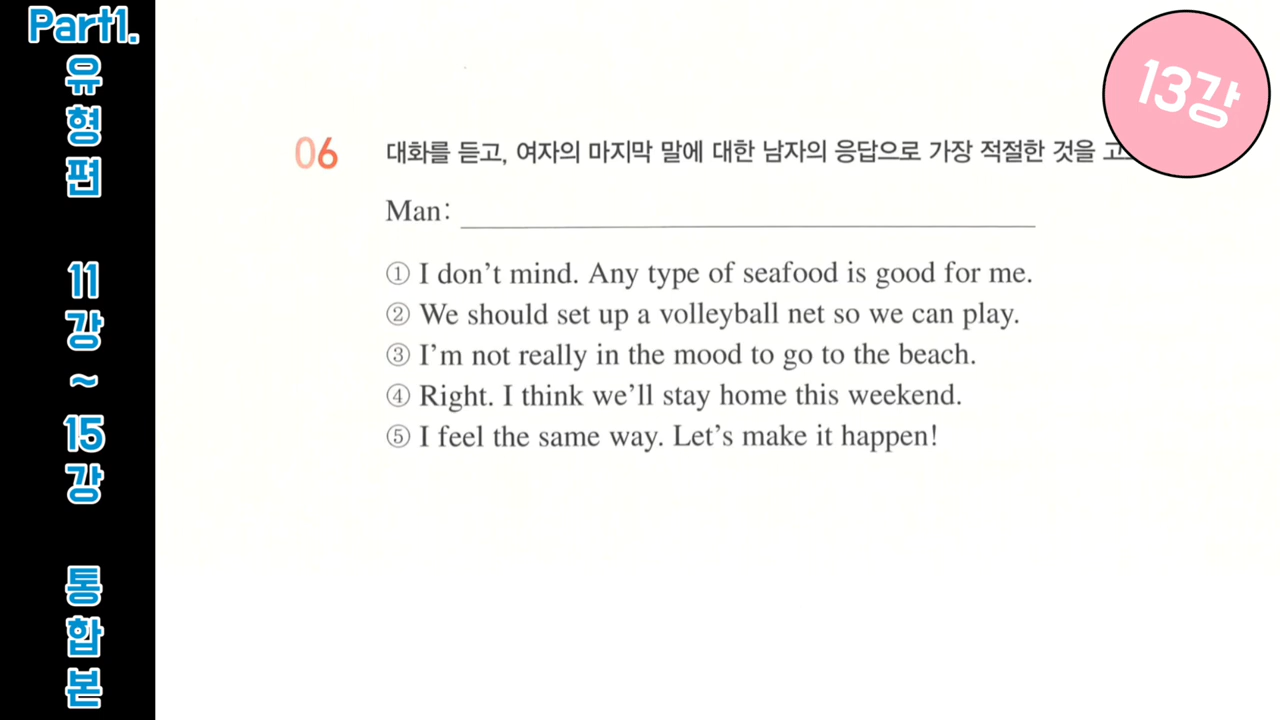 Part1.
유
형
편
11
강
~
15
강
통
합
본
13강
06 대화를 듣고, 여자의 마지막 말에 대한 남자의 응답으로 가장 적절한 것을
Man:
① I don't mind. Any type of seafood is good for me.
② We should set up a volleyball net so we can play.
③ I'm not really in the mood to go to the beach.
④ Right. I think we'll stay home this weekend.
⑤ I feel the same way. Let's make it happen!